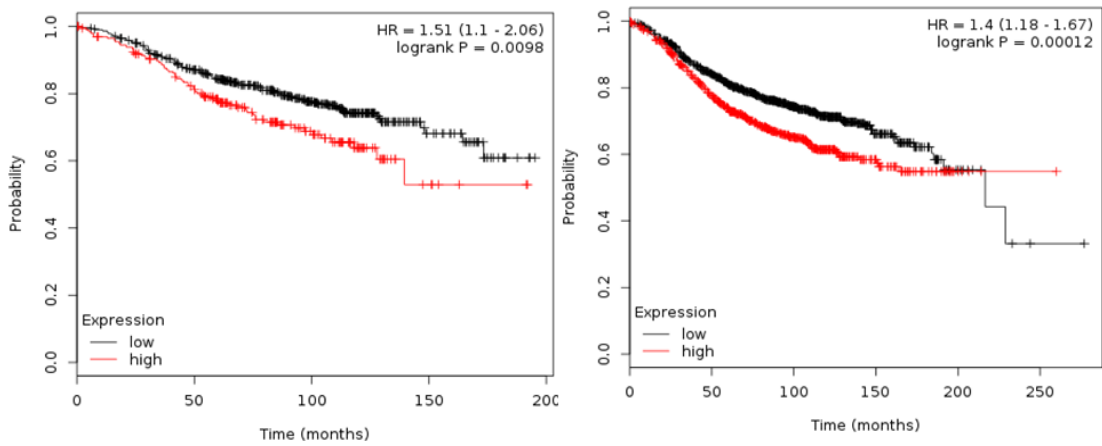 HR = 1.51 (1.1 - 2.06)
logrank P = 0.0098
Probability
1.0
0.8
0.6
0.4
0.2
0.0
Expression
low
high
0 50 100 150 200
Time (months)
HR = 1.4 (1.18 - 1.67)
logrank P = 0.00012
Probability
1.0
0.8
0.6
0.4
0.2
0.0
Expression
low
high
0 50 100 150 200 250
Time (months)